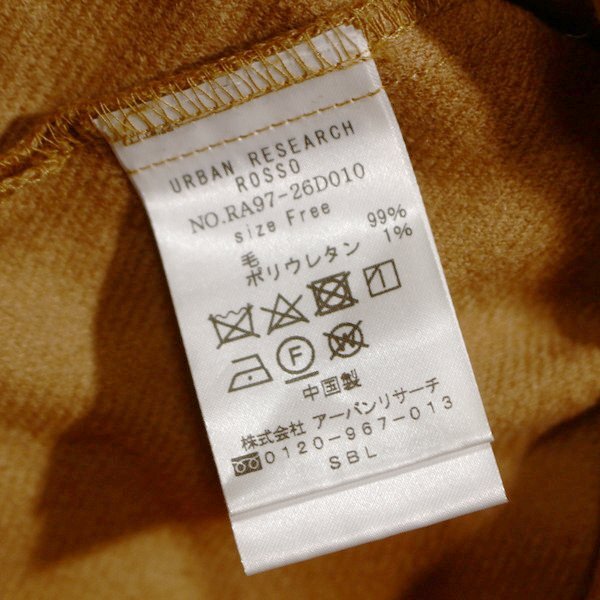 URBAN RESEARCH
ROSSO
NO.RA97-26D010
size Free
毛 99%
ポリウレタン 1%
F W
中国製
株式会社 アーバンリサーチ
0120-967-013
SBL